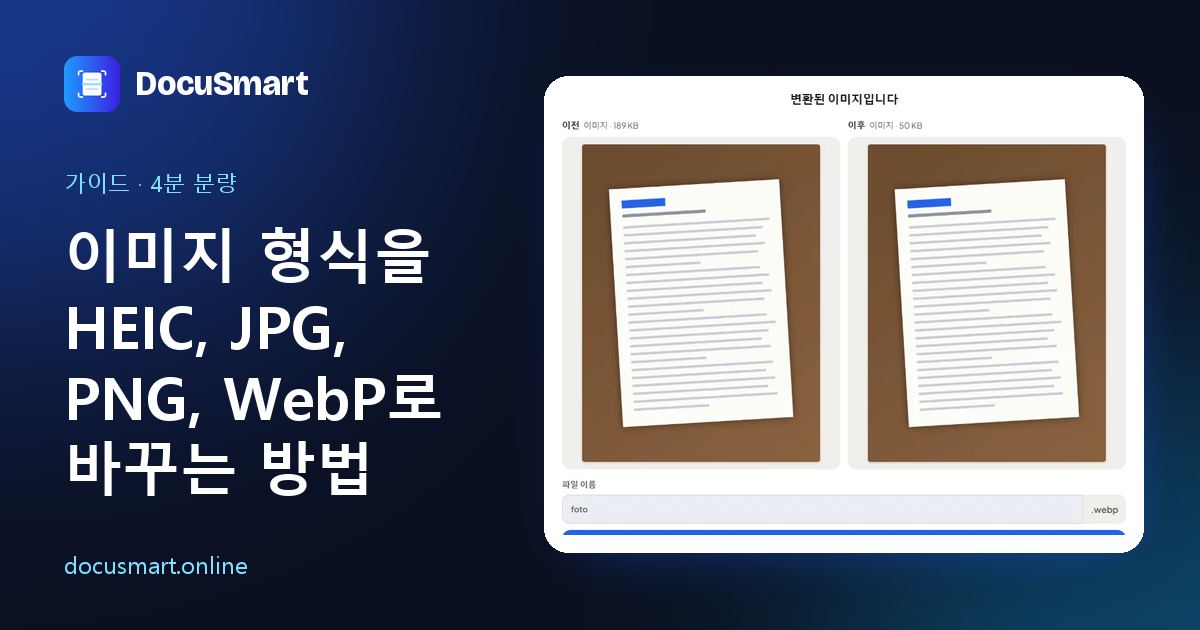 DocuSmart
가이드 · 4분 분량
이미지 형식을
HEIC, JPG,
PNG, WebP로
바꾸는 방법
docusmart.online
변환된 이미지입니다
이전 이미지 · 189 KB
이후 이미지 · 50 KB
파일 이름
foto
.webp